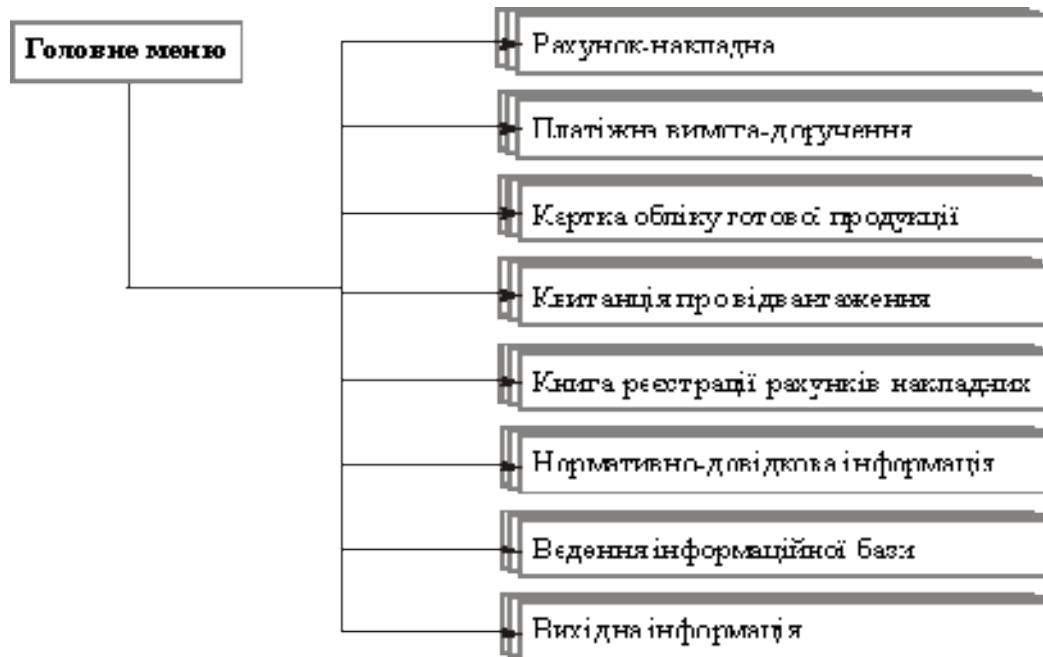 Головне меню
Рахунок-накладна
Платіжна вимога-доручення
Картка обліку готової продукції
Квитанція про відвантаження
Книга реєстрації рахунків накладних
Нормативно-довідкова інформація
Ведення інформаційної бази
Вихідна інформація